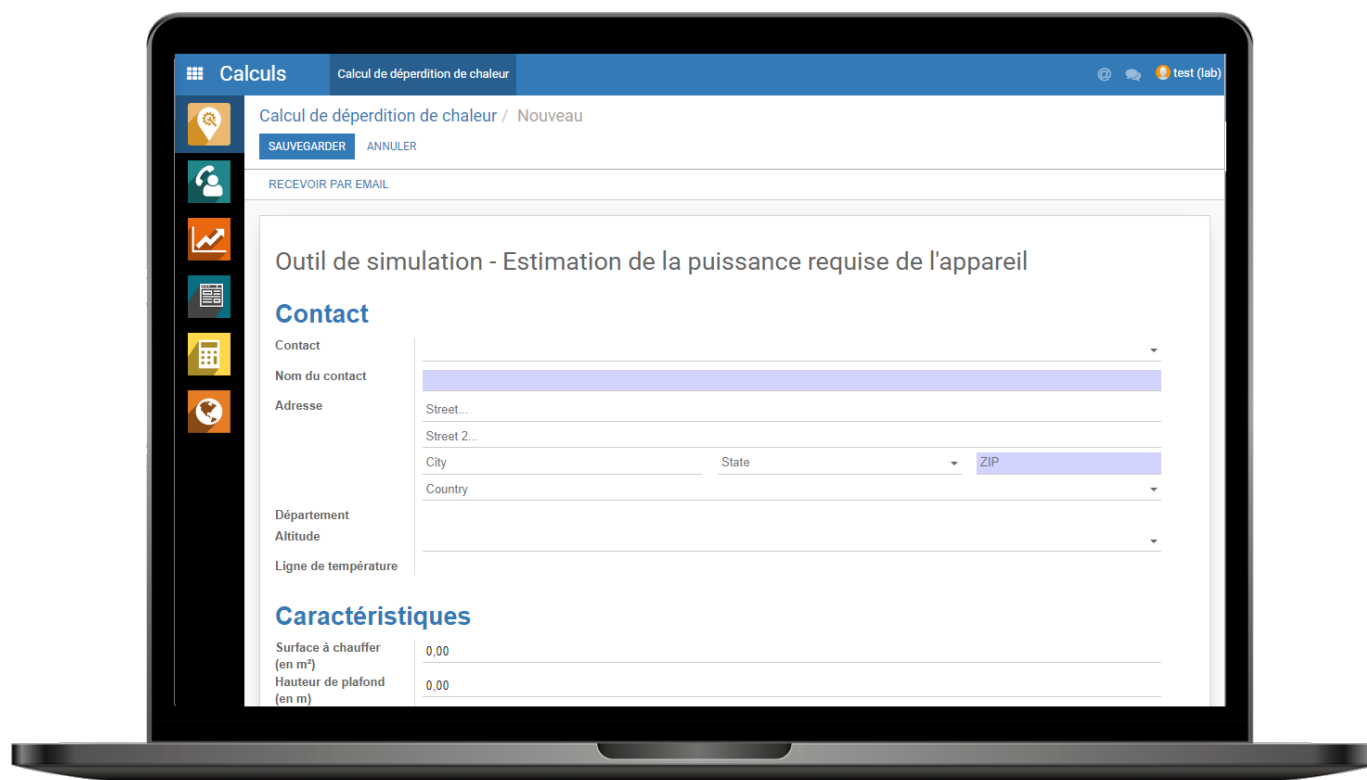 Calculs
Calcul de déperdition de chaleur
@
test (lab)
Calcul de déperdition de chaleur / Nouveau
SAUVEGARDER ANNULER
RECEVOIR PAR EMAIL
Outil de simulation - Estimation de la puissance requise de l'appareil
Contact
Contact
Nom du contact
Adresse
Street...
Street 2...
City State ZIP
Country
Département
Altitude
Ligne de température
Caractéristiques
Surface à chauffer
(en m²)
0,00
Hauteur de plafond
(en m)
0,00